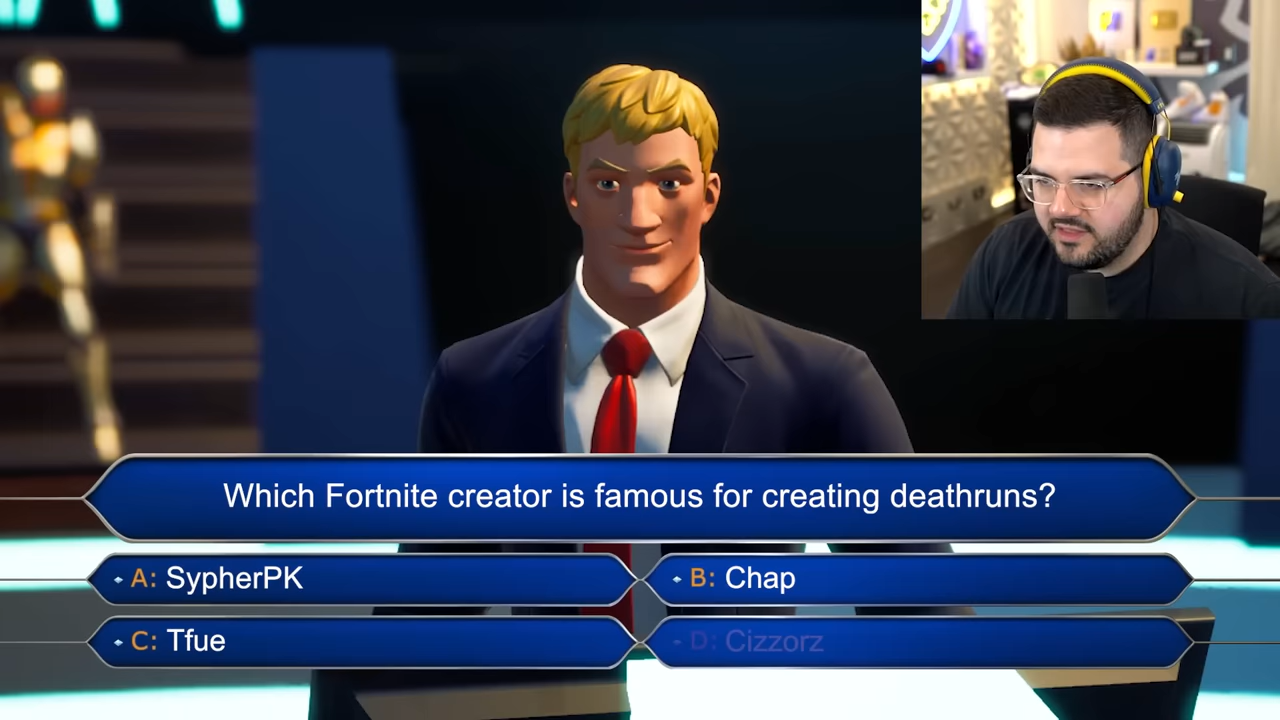 Which Fortnite creator is famous for creating deathruns?
A: SypherPK
B: Chap
C: Tfue
D: Cizzorz